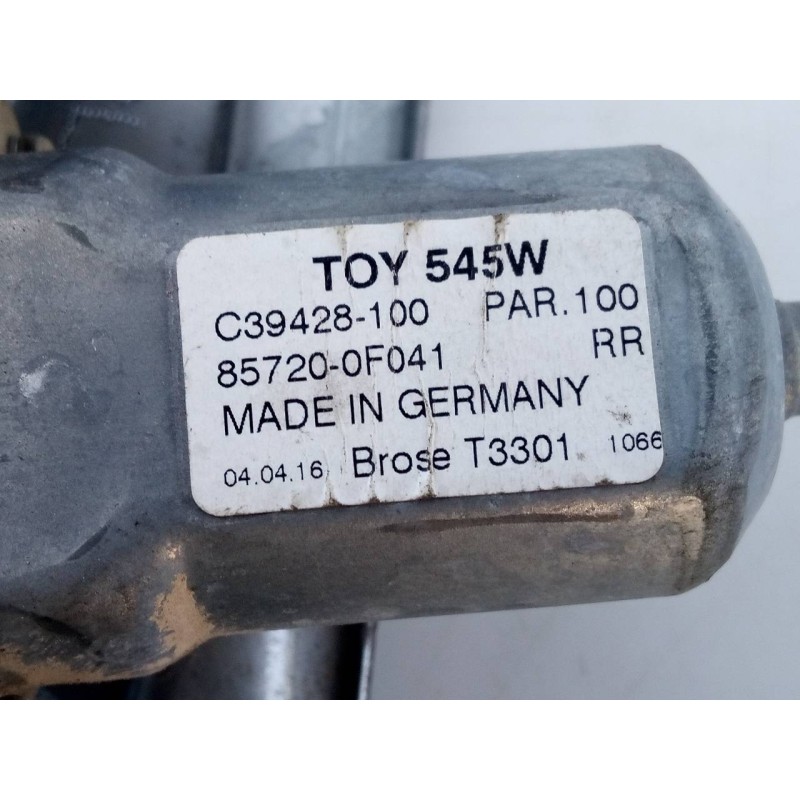 TOY 545W
C39428-100 PAR.100
85720-0F041 RR
MADE IN GERMANY
04.04.16 Brose T3301 1066